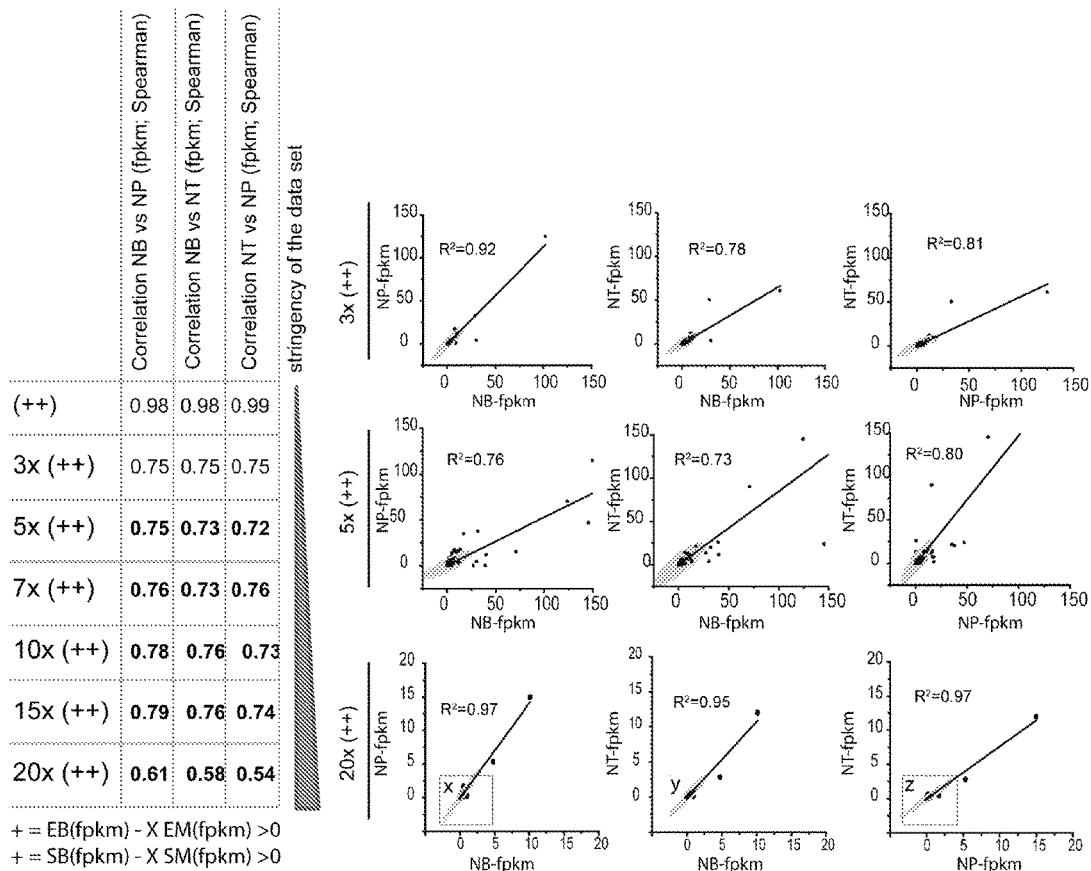 Correlation NB vs NP (fpkm; Spearman)
Correlation NB vs NT (fpkm; Spearman)
Correlation NT vs NP (fpkm; Spearman)
stringency of the data set
(++) 0.98 0.98 0.99
3x (++) 0.75 0.75 0.75
5x (++) 0.75 0.73 0.72
7x (++) 0.76 0.73 0.76
10x (++) 0.78 0.76 0.73
15x (++) 0.79 0.76 0.74
20x (++) 0.61 0.58 0.54
+ = EB(fpkm) - X EM(fpkm) >0
+ = SB(fpkm) - X SM(fpkm) >0
3x (++)
NP-fpkm
150
100
50
0
R²=0.92
0 50 100 150
NB-fpkm
NT-fpkm
150
100
50
0
R²=0.78
0 50 100 150
NB-fpkm
NT-fpkm
150
100
50
0
R²=0.81
0 50 100 150
NP-fpkm
5x (++)
NP-fpkm
150
100
50
0
R²=0.76
0 50 100 150
NB-fpkm
NT-fpkm
150
100
50
0
R²=0.73
0 50 100 150
NB-fpkm
NT-fpkm
150
100
50
0
R²=0.80
0 50 100 150
NP-fpkm
20x (++)
NP-fpkm
20
15
10
5
0
R²=0.97
x
0 5 10 15 20
NB-fpkm
NT-fpkm
20
15
10
5
0
R²=0.95
y
0 5 10 15 20
NB-fpkm
NT-fpkm
20
15
10
5
0
R²=0.97
z
0 5 10 15 20
NP-fpkm